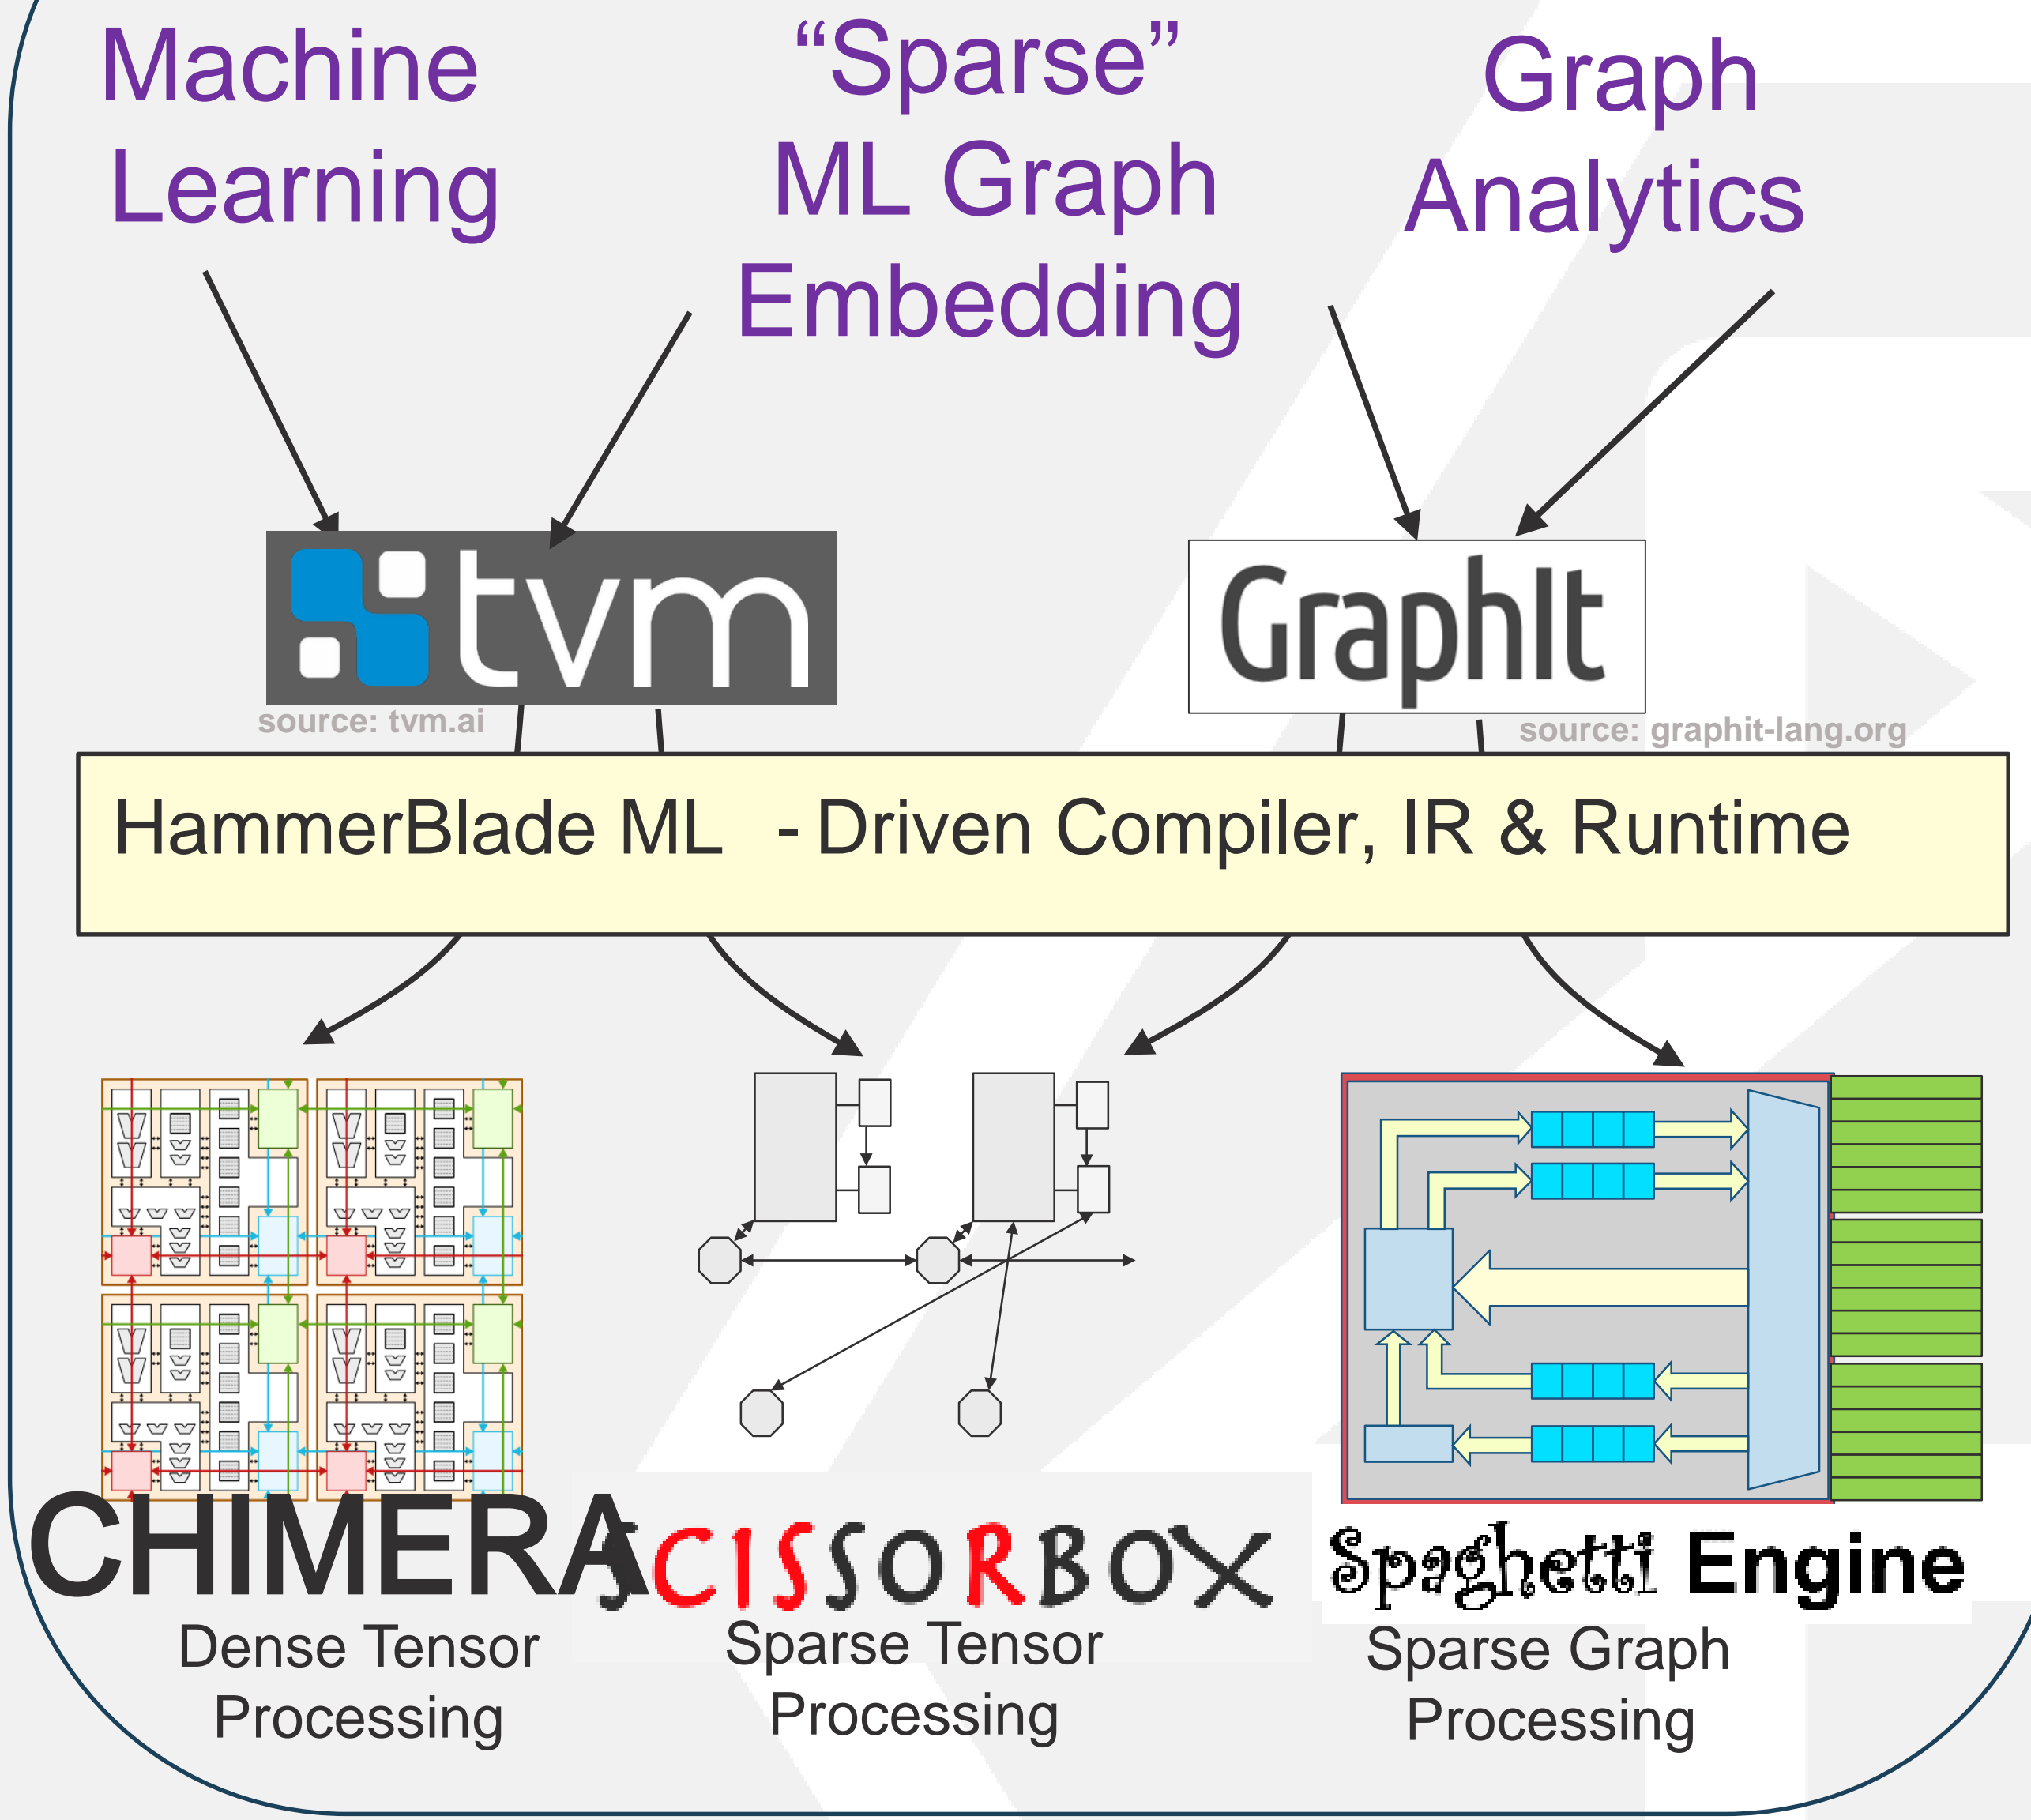 Machine
Learning
“Sparse”
ML Graph
Embedding
Graph
Analytics
tvm
GraphIt
source: tvm.ai
source: graphit-lang.org
HammerBlade ML - Driven Compiler, IR & Runtime
CHIMERA
SCISSORBOX
Spaghetti Engine
Dense Tensor
Processing
Sparse Tensor
Processing
Sparse Graph
Processing